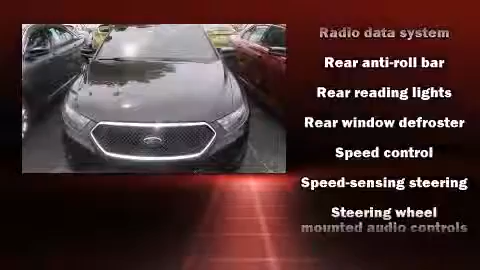 Radio data system
Rear anti-roll bar
Rear reading lights
Rear window defroster
Speed control
Speed-sensing steering
Steering wheel
mounted audio controls